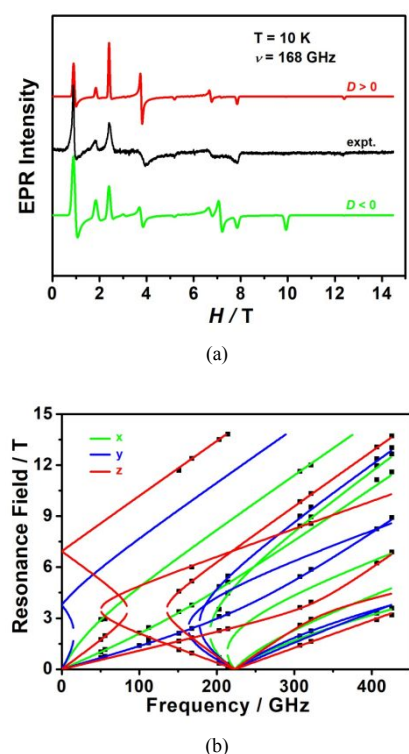 T = 10 K
ν = 168 GHz
D > 0
expt.
D < 0
EPR Intensity
0 2 4 6 8 10 12 14
H / T
(a)
15
12
9
6
3
0
x
y
z
Resonance Field / T
0 100 200 300 400
Frequency / GHz
(b)